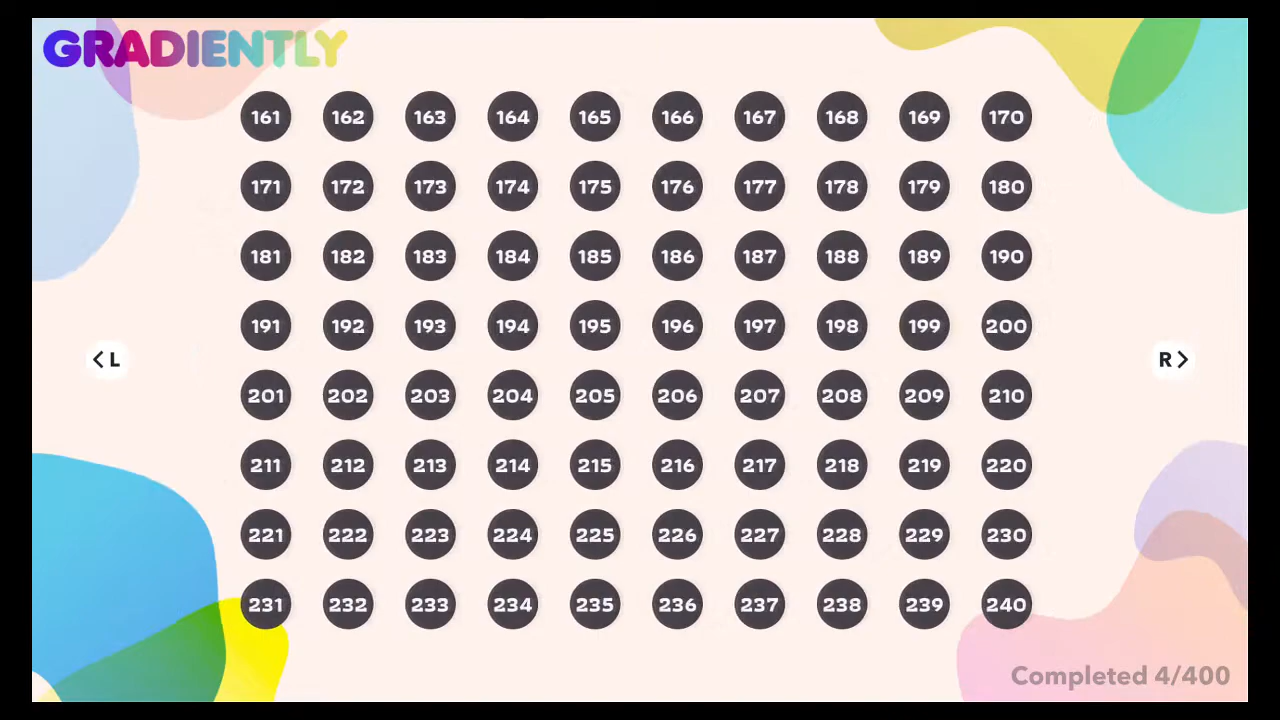 GRADIENTLY
161 162 163 164 165 166 167 168 169 170
171 172 173 174 175 176 177 178 179 180
181 182 183 184 185 186 187 188 189 190
191 192 193 194 195 196 197 198 199 200
< L R >
201 202 203 204 205 206 207 208 209 210
211 212 213 214 215 216 217 218 219 220
221 222 223 224 225 226 227 228 229 230
231 232 233 234 235 236 237 238 239 240
Completed 4/400